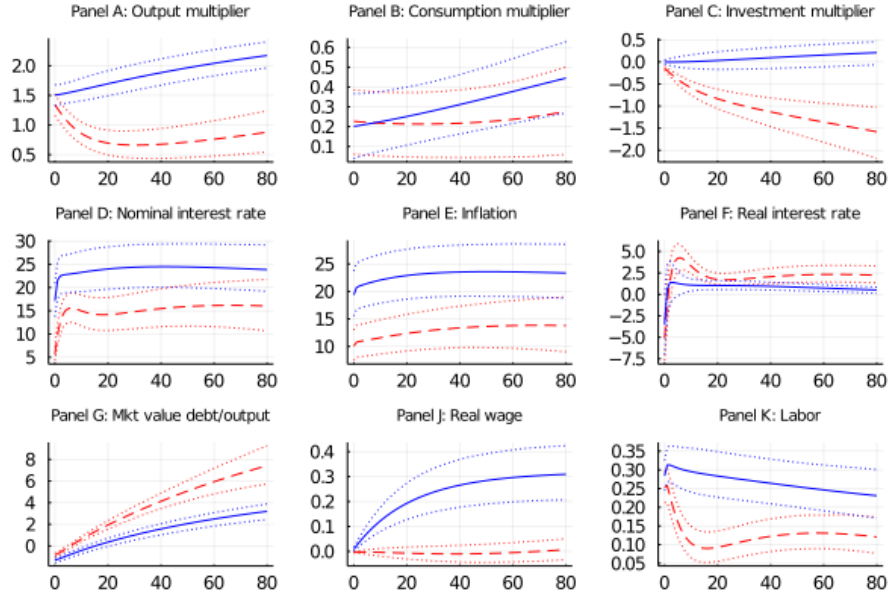 Panel A: Output multiplier
Panel B: Consumption multiplier
Panel C: Investment multiplier
2.0
1.5
1.0
0.5
0 20 40 60 80
0.6
0.5
0.4
0.3
0.2
0.1
0 20 40 60 80
0.5
0.0
−0.5
−1.0
−1.5
−2.0
0 20 40 60 80
Panel D: Nominal interest rate
Panel E: Inflation
Panel F: Real interest rate
30
25
20
15
10
5
0 20 40 60 80
25
20
15
10
0 20 40 60 80
5.0
2.5
0.0
−2.5
−5.0
−7.5
0 20 40 60 80
Panel G: Mkt value debt/output
Panel J: Real wage
Panel K: Labor
8
6
4
2
0
0 20 40 60 80
0.4
0.3
0.2
0.1
0.0
0 20 40 60 80
0.35
0.30
0.25
0.20
0.15
0.10
0.05
0 20 40 60 80